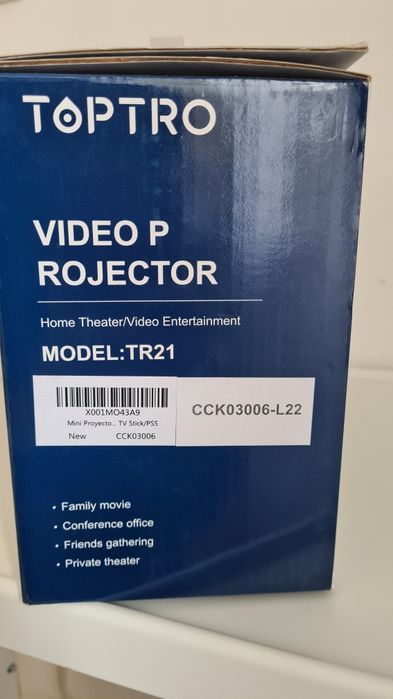 TOPTRO
VIDEO P
ROJECTOR
Home Theater/Video Entertainment
MODEL:TR21
X001MO43A9
Mini Proyecto... TV Stick/PS5
New CCK03006
CCK03006-L22
• Family movie
• Conference office
• Friends gathering
• Private theater